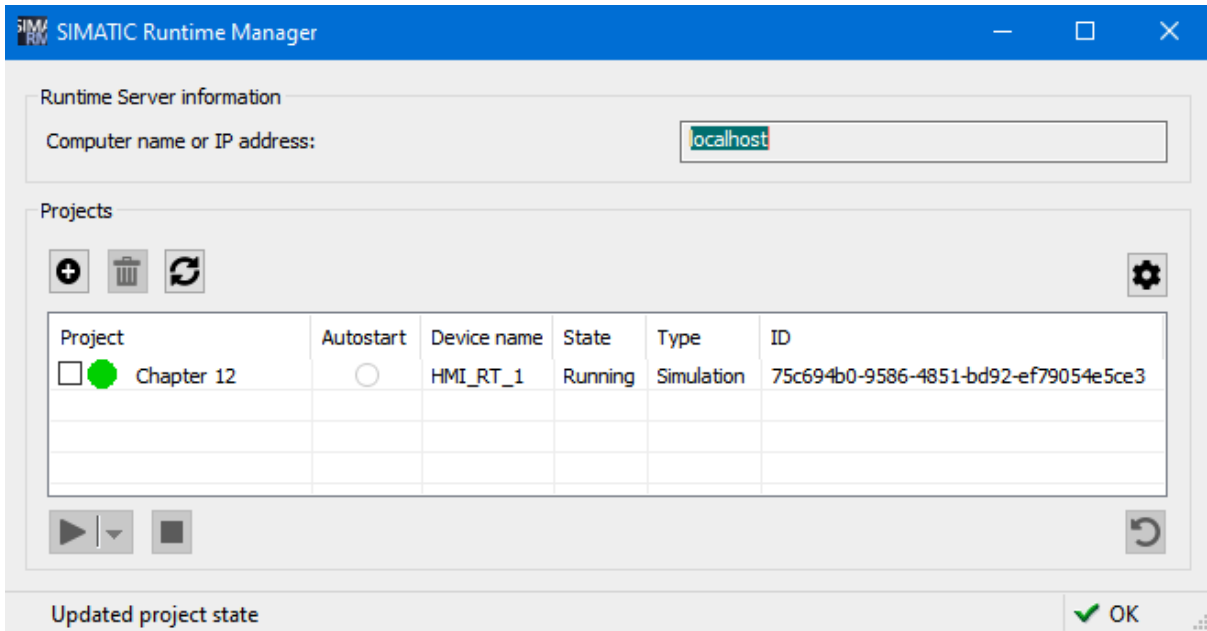 SIMATIC Runtime Manager
Runtime Server information
Computer name or IP address: localhost
Projects
Project Autostart Device name State Type ID
Chapter 12 HMI_RT_1 Running Simulation 75c694b0-9586-4851-bd92-ef79054e5ce3
Updated project state OK